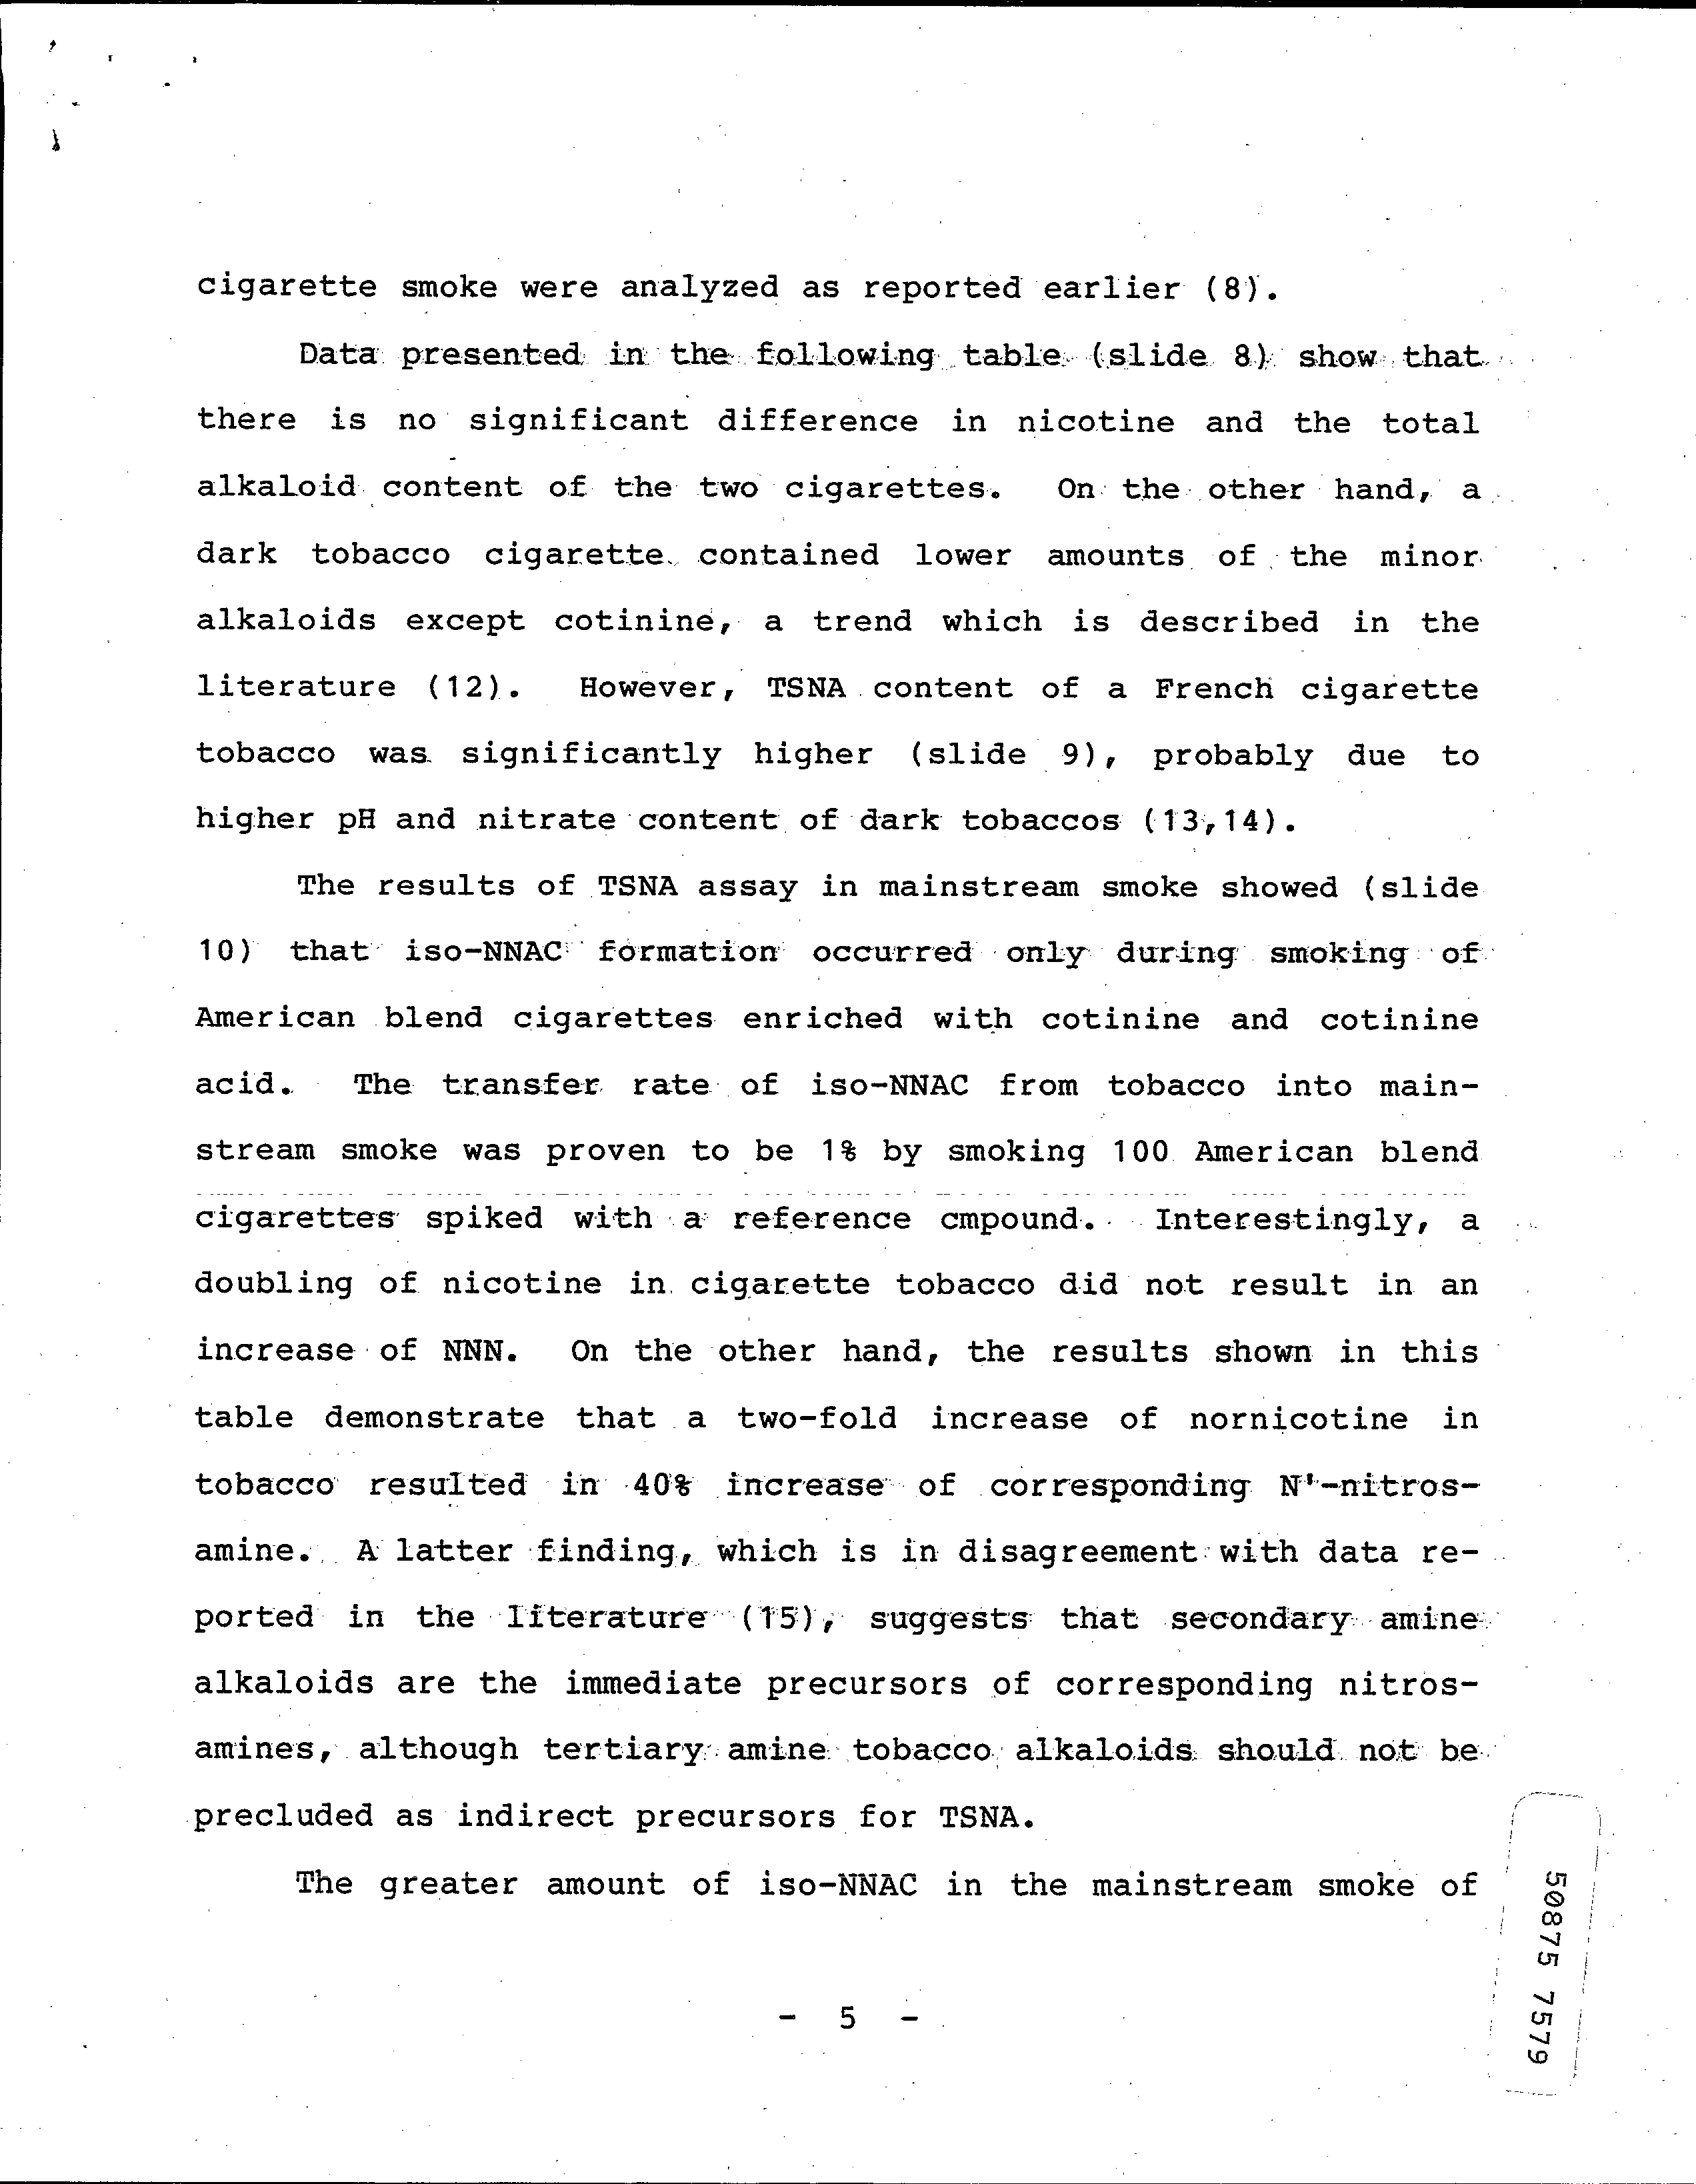 cigarette smoke were analyzed as reported earlier (8).
Data presented in the following table (slide 8) show that
there is no significant difference in nicotine and the total
alkaloid content of the two cigarettes. On the other hand, a
dark tobacco cigarette contained lower amounts of the minor
alkaloids except cotinine, a trend which is described in the
literature (12). However, TSNA content of a French cigarette
tobacco was significantly higher (slide 9), probably due to
higher pH and nitrate content of dark tobaccos (13,14).
The results of TSNA assay in mainstream smoke showed (slide
10) that iso-NNAC formation occurred only during smoking of
American blend cigarettes enriched with cotinine and cotinine
acid. The transfer rate of iso-NNAC from tobacco into main-
stream smoke was proven to be 1% by smoking 100 American blend
cigarettes spiked with a reference cmpound. Interestingly, a
doubling of nicotine in cigarette tobacco did not result in an
increase of NNN. On the other hand, the results shown in this
table demonstrate that a two-fold increase of nornicotine in
tobacco resulted in 40% increase of corresponding N'-nitros-
amine. A latter finding, which is in disagreement with data re-
ported in the literature (15), suggests that secondary amine
alkaloids are the immediate precursors of corresponding nitros-
amines, although tertiary amine tobacco alkaloids should not be
precluded as indirect precursors for TSNA.
The greater amount of iso-NNAC in the mainstream smoke of
- 5 -
50875 7579